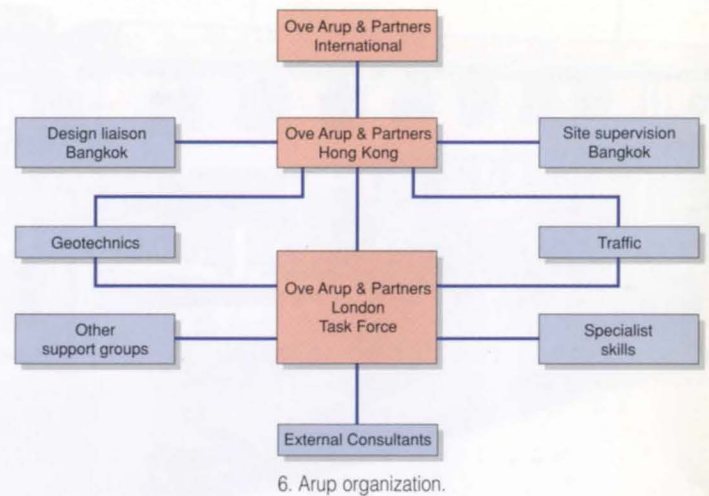 Ove Arup & Partners
International
Design liaison
Bangkok
Ove Arup & Partners
Hong Kong
Site supervision
Bangkok
Geotechnics
Traffic
Ove Arup & Partners
London
Task Force
Other
support groups
Specialist
skills
External Consultants
6. Arup organization.